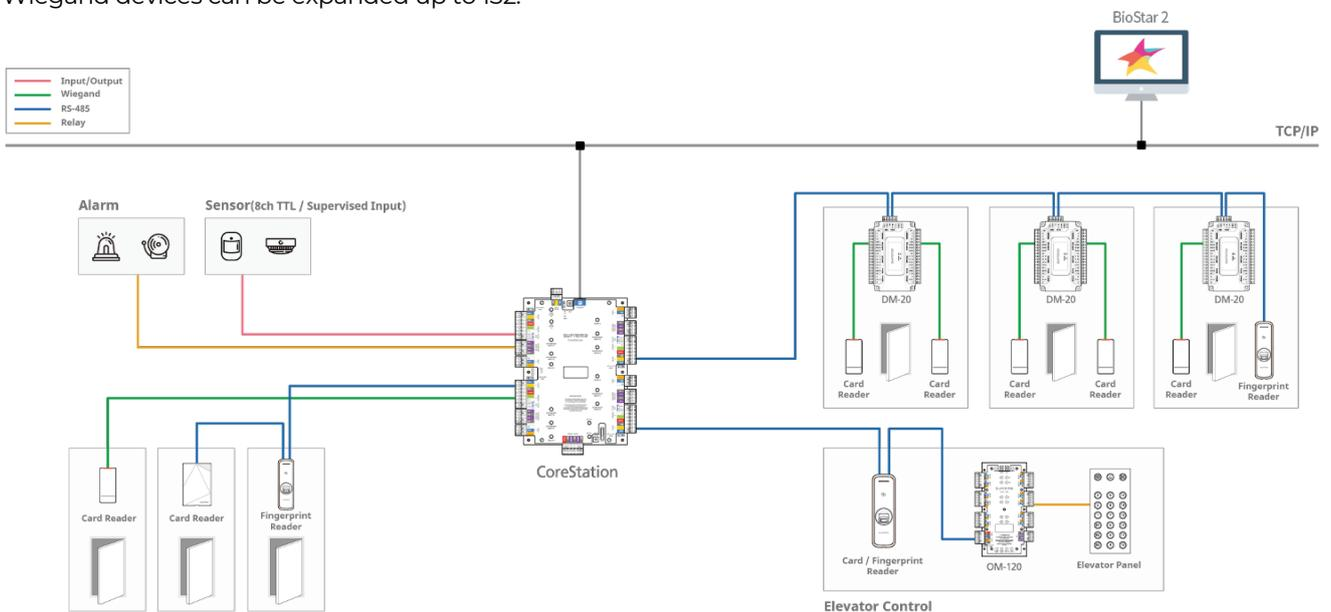 Wiegand devices can be expanded up to 132.
BioStar 2
Input/Output
Wiegand
RS-485
Relay
TCP/IP
Alarm
Sensor(8ch TTL / Supervised Input)
DM-20
DM-20
DM-20
Card
Reader
Card
Reader
Card
Reader
Card
Reader
Card
Reader
Fingerprint
Reader
CoreStation
Card Reader
Card Reader
Fingerprint
Reader
Card / Fingerprint
Reader
OM-120
Elevator Panel
Elevator Control